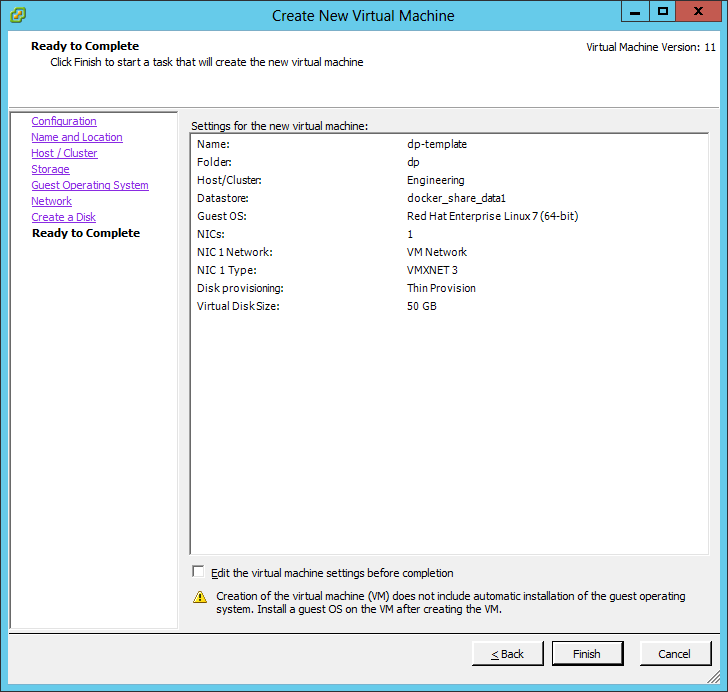 Create New Virtual Machine
Ready to Complete
Click Finish to start a task that will create the new virtual machine
Virtual Machine Version: 11
Configuration
Name and Location
Host / Cluster
Storage
Guest Operating System
Network
Create a Disk
Ready to Complete
Settings for the new virtual machine:
Name: dp-template
Folder: dp
Host/Cluster: Engineering
Datastore: docker_share_data1
Guest OS: Red Hat Enterprise Linux 7 (64-bit)
NICs: 1
NIC 1 Network: VM Network
NIC 1 Type: VMXNET 3
Disk provisioning: Thin Provision
Virtual Disk Size: 50 GB
Edit the virtual machine settings before completion
Creation of the virtual machine (VM) does not include automatic installation of the guest operating
system. Install a guest OS on the VM after creating the VM.
< Back
Finish
Cancel